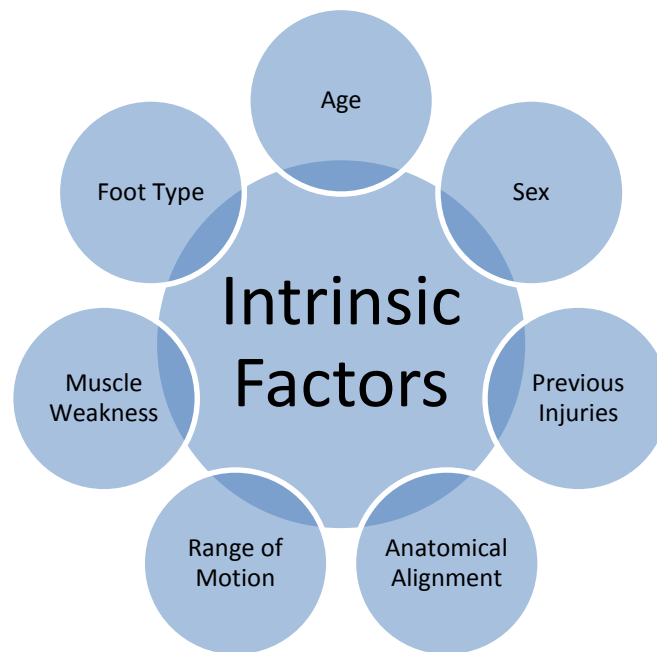 Age
Foot Type
Sex
Intrinsic
Factors
Muscle
Weakness
Previous
Injuries
Range of
Motion
Anatomical
Alignment